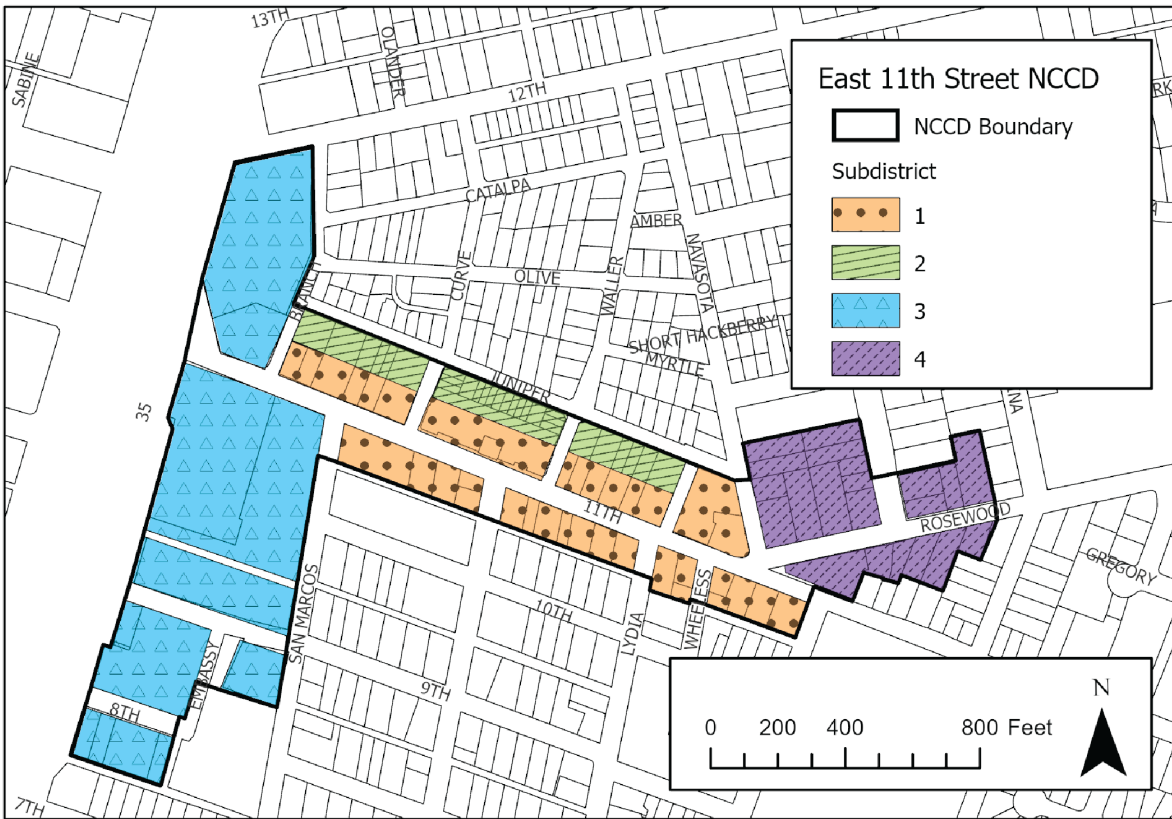 13TH
OLANDER
SABINE
12TH
East 11th Street NCCD
NCCD Boundary
Subdistrict
1
2
3
4
CATALPA
AMBER
NAVASOTA
CURVE
OLIVE
WALLER
BRANCH
SHORT HACKBERRY
MYRTLE
JUNIPER
35
11TH
ROSEWOOD
GREGORY
SAN MARCOS
10TH
LYDIA
WHEELESS
EMBASSY
9TH
8TH
7TH
0 200 400 800 Feet
N